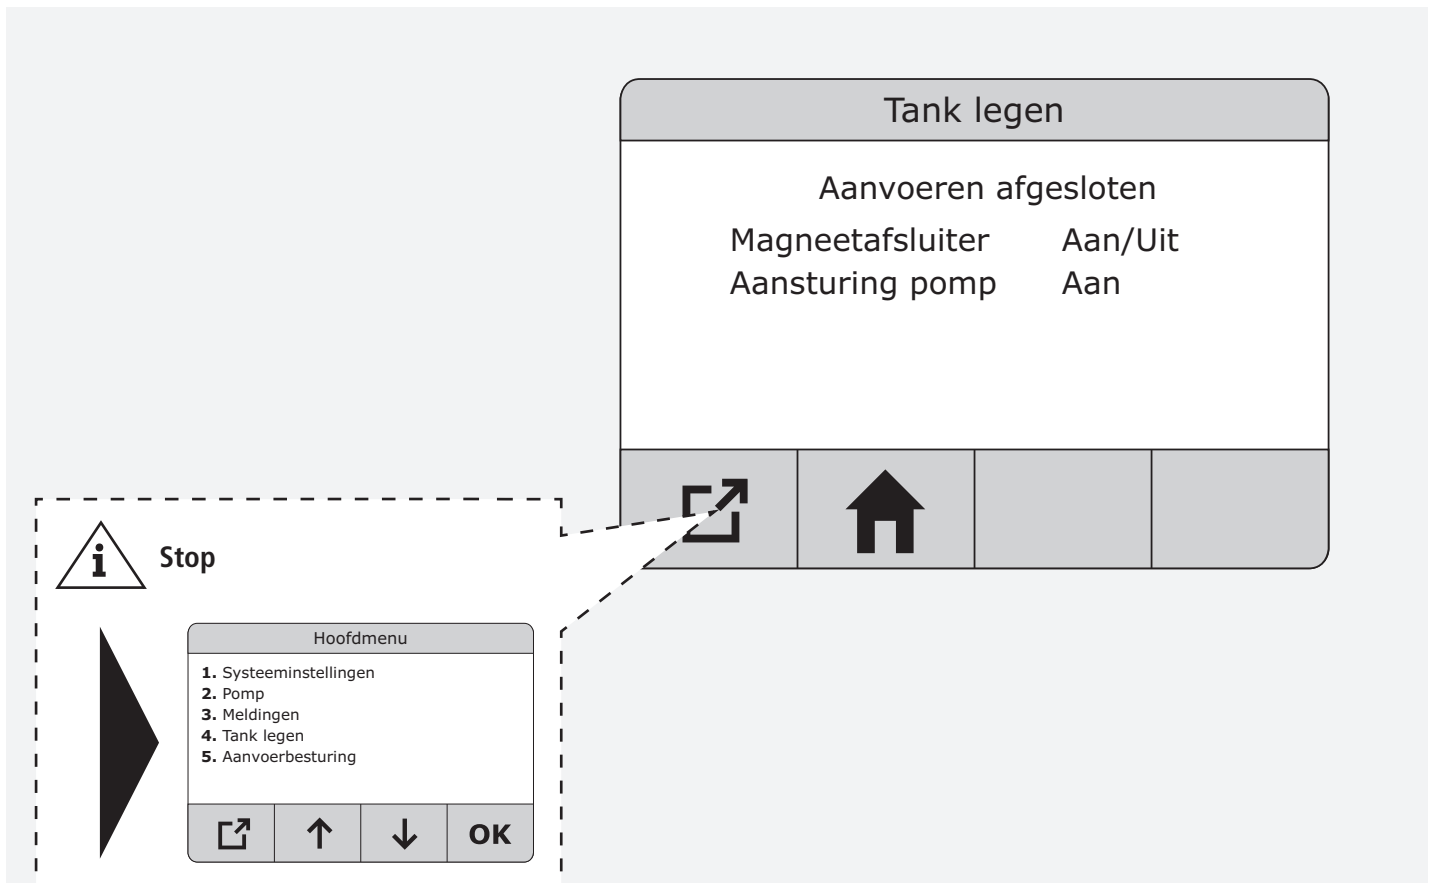 Tank legen
Aanvoeren afgesloten
Magneetafsluiter Aan/Uit
Aansturing pomp Aan
i Stop
Hoofdmenu
1. Systeeminstellingen
2. Pomp
3. Meldingen
4. Tank legen
5. Aanvoerbesturing
OK